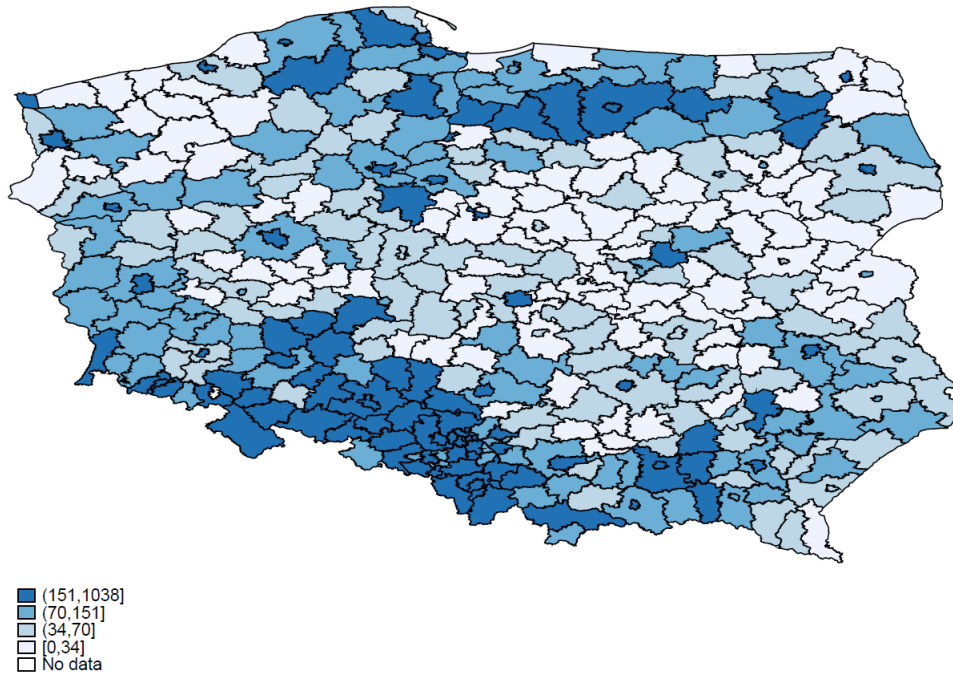 (151,1038]
(70,151]
(34,70]
[0,34]
No data